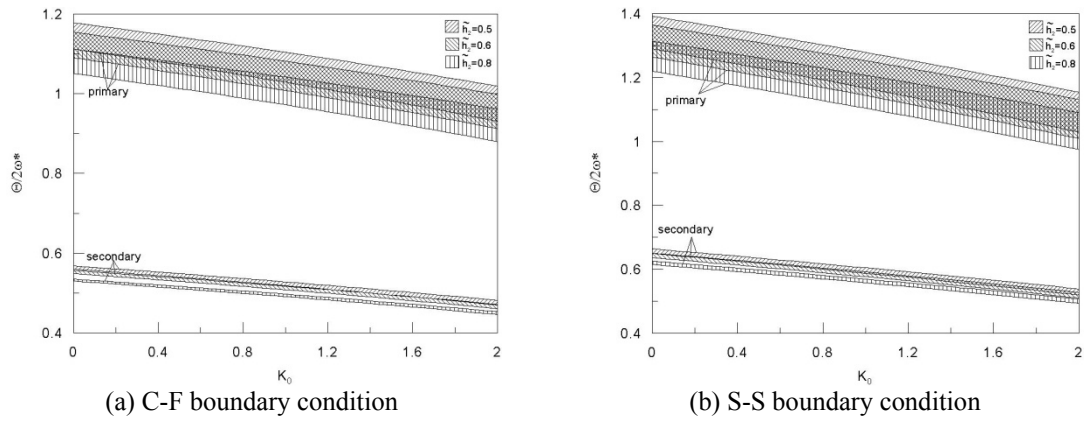 1.2
1
0.8
0.6
0.4
Θ/2ω*
h̃₂=0.5
h̃₂=0.6
h̃₂=0.8
primary
secondary
0
0.4
0.8
1.2
1.6
2
K₀
(a) C-F boundary condition
1.4
1.2
1
0.8
0.6
0.4
Θ/2ω*
h̃₂=0.5
h̃₂=0.6
h̃₂=0.8
primary
secondary
0
0.4
0.8
1.2
1.6
2
K₀
(b) S-S boundary condition